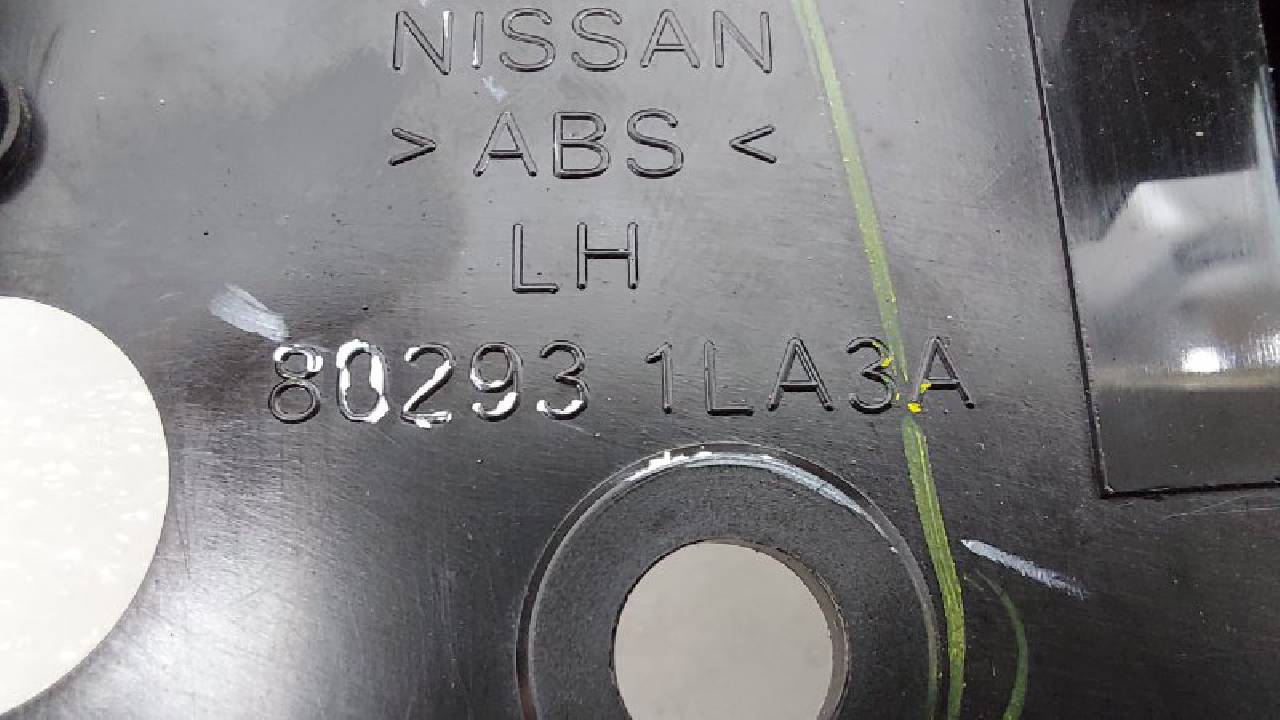 NISSAN
> ABS <
LH
80293 1LA3A